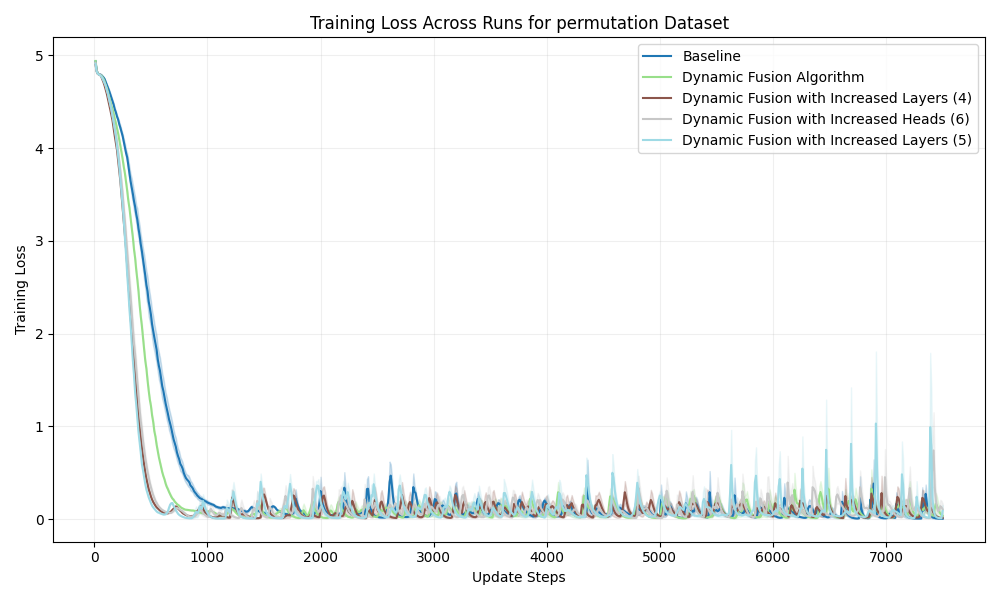 Training Loss Across Runs for permutation Dataset
Baseline
Dynamic Fusion Algorithm
Dynamic Fusion with Increased Layers (4)
Dynamic Fusion with Increased Heads (6)
Dynamic Fusion with Increased Layers (5)
Training Loss
5
4
3
2
1
0
0 1000 2000 3000 4000 5000 6000 7000
Update Steps